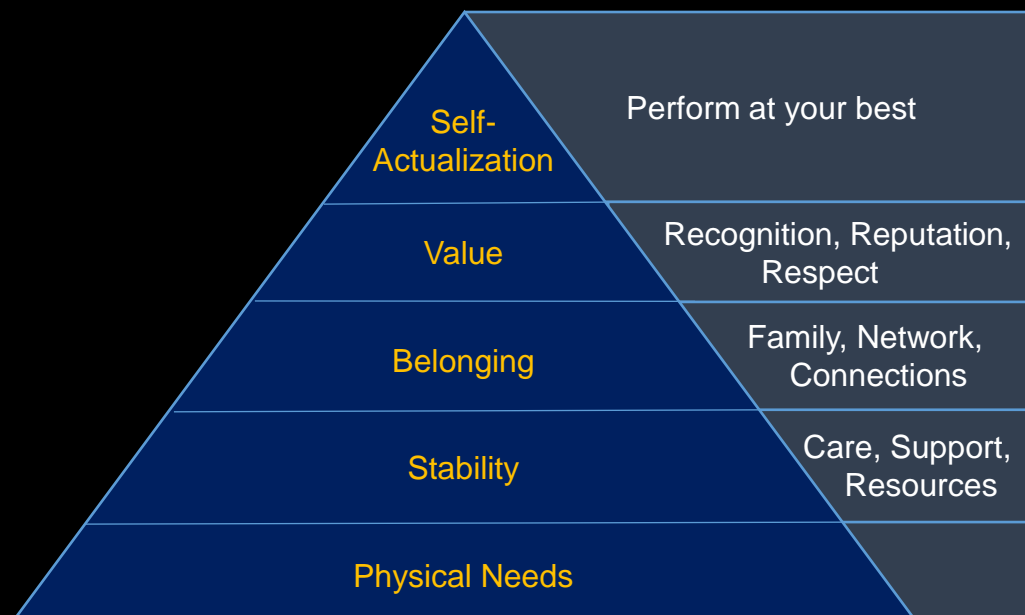 Self-
Actualization
Perform at your best
Value
Recognition, Reputation,
Respect
Belonging
Family, Network,
Connections
Stability
Care, Support,
Resources
Physical Needs